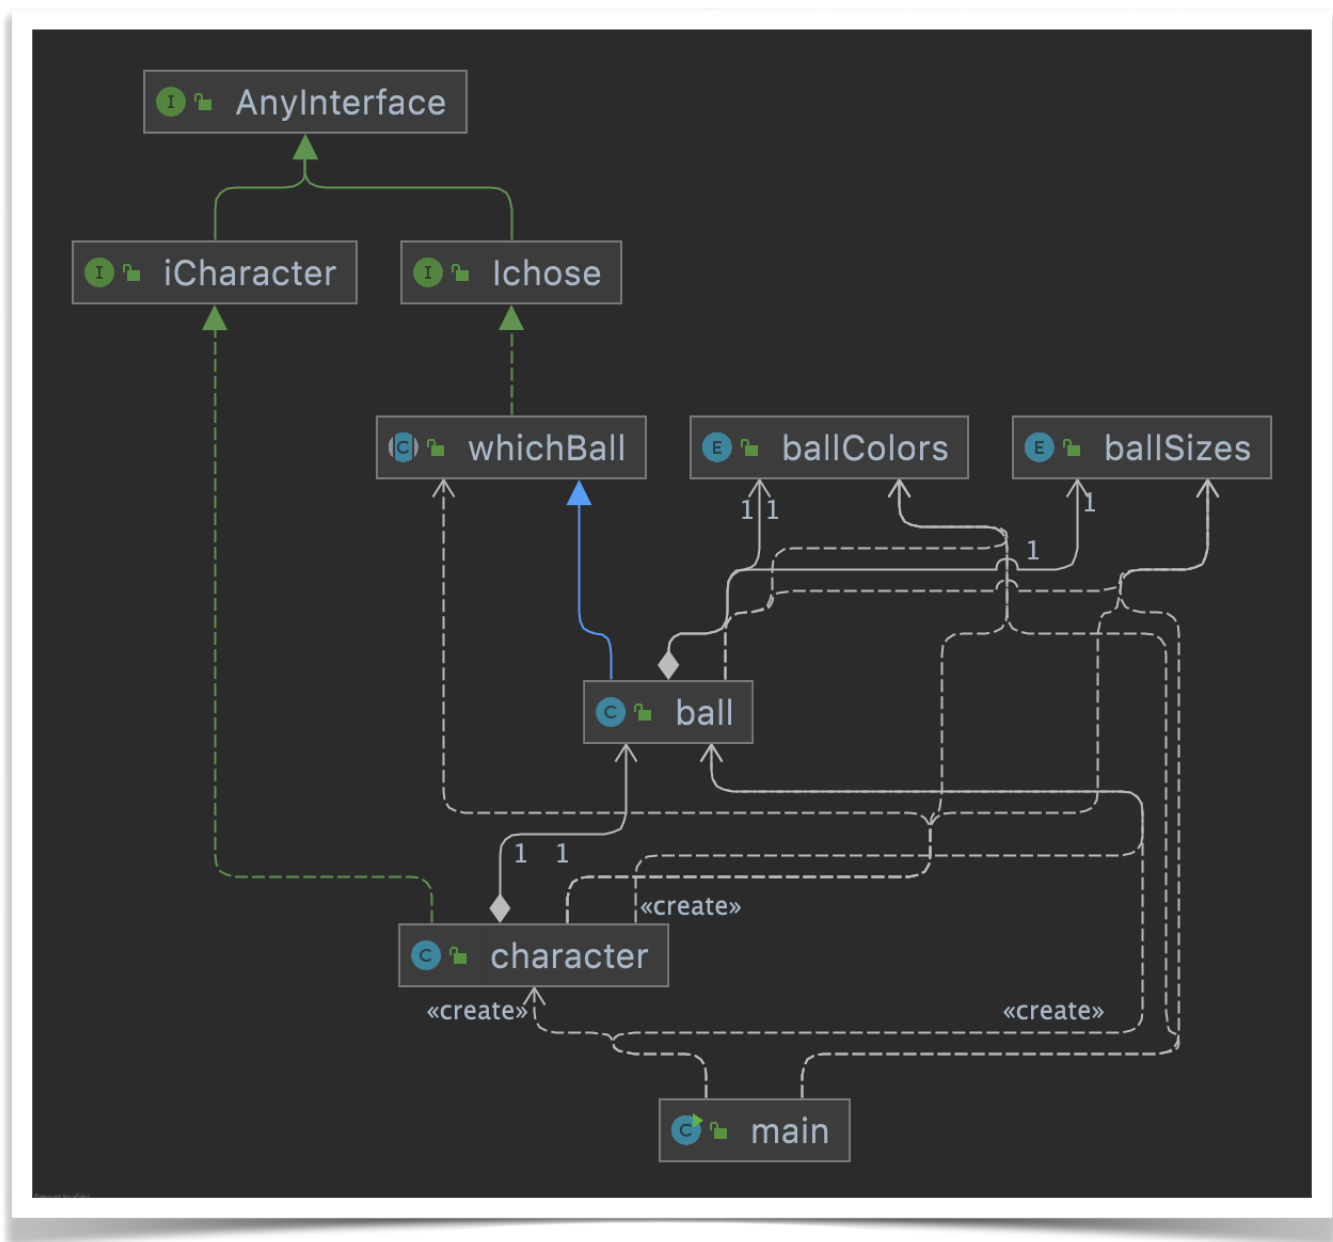 AnyInterface
iCharacter
Ichose
whichBall
ballColors
ballSizes
1 1
1
1
ball
1 1
«create»
character
«create»
«create»
main